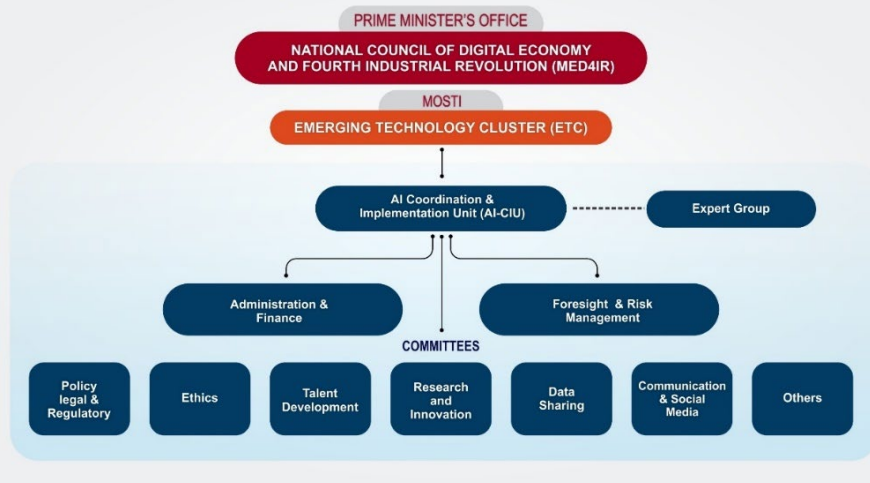 PRIME MINISTER'S OFFICE
NATIONAL COUNCIL OF DIGITAL ECONOMY
AND FOURTH INDUSTRIAL REVOLUTION (MED4IR)
MOSTI
EMERGING TECHNOLOGY CLUSTER (ETC)
AI Coordination &
Implementation Unit (AI-CIU)
Expert Group
Administration &
Finance
Foresight & Risk
Management
COMMITTEES
Policy
legal &
Regulatory
Ethics
Talent
Development
Research
and
Innovation
Data
Sharing
Communication
& Social
Media
Others